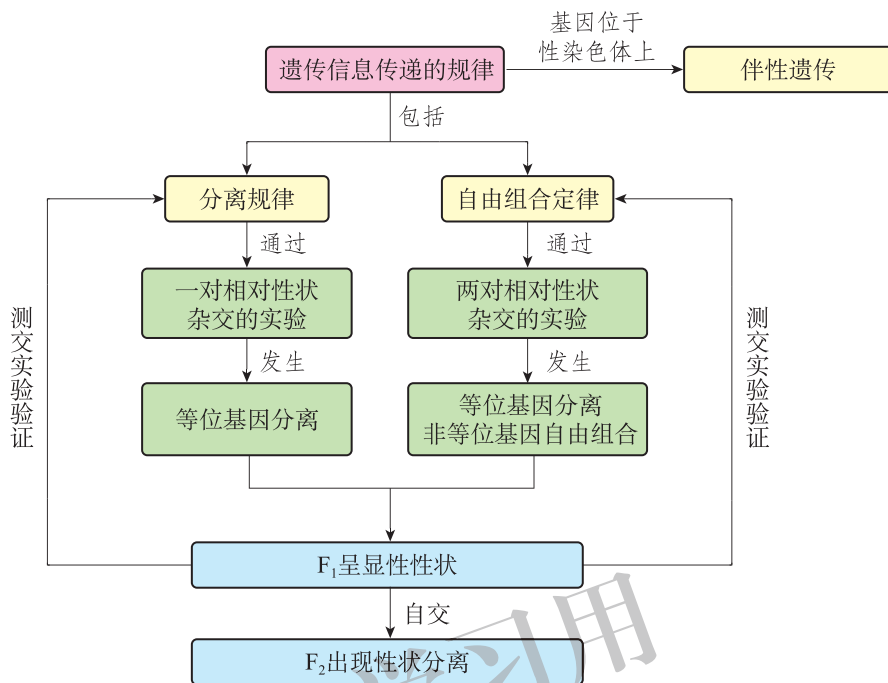 基因位于
性染色体上
遗传信息传递的规律
伴性遗传
包括
分离规律
自由组合定律
通过
通过
一对相对性状
杂交的实验
两对相对性状
杂交的实验
测交实验验证
测交实验验证
发生
发生
等位基因分离
等位基因分离
非等位基因自由组合
F₁呈显性性状
自交
F₂出现性状分离
学习用